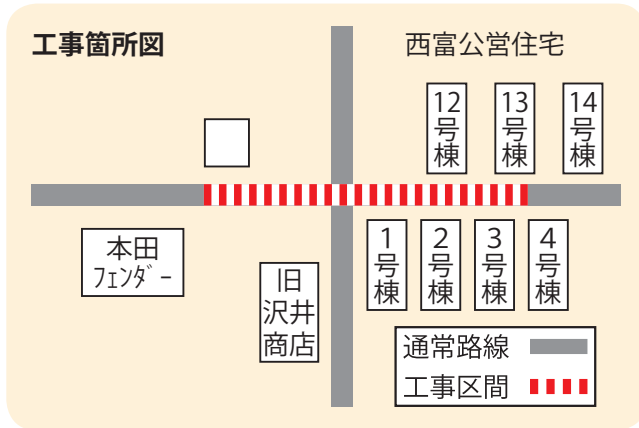 工事箇所図
西富公営住宅
12
号
棟
13
号
棟
14
号
棟
本田
フェンダー
旧
沢井
商店
1
号
棟
2
号
棟
3
号
棟
4
号
棟
通常路線
工事区間